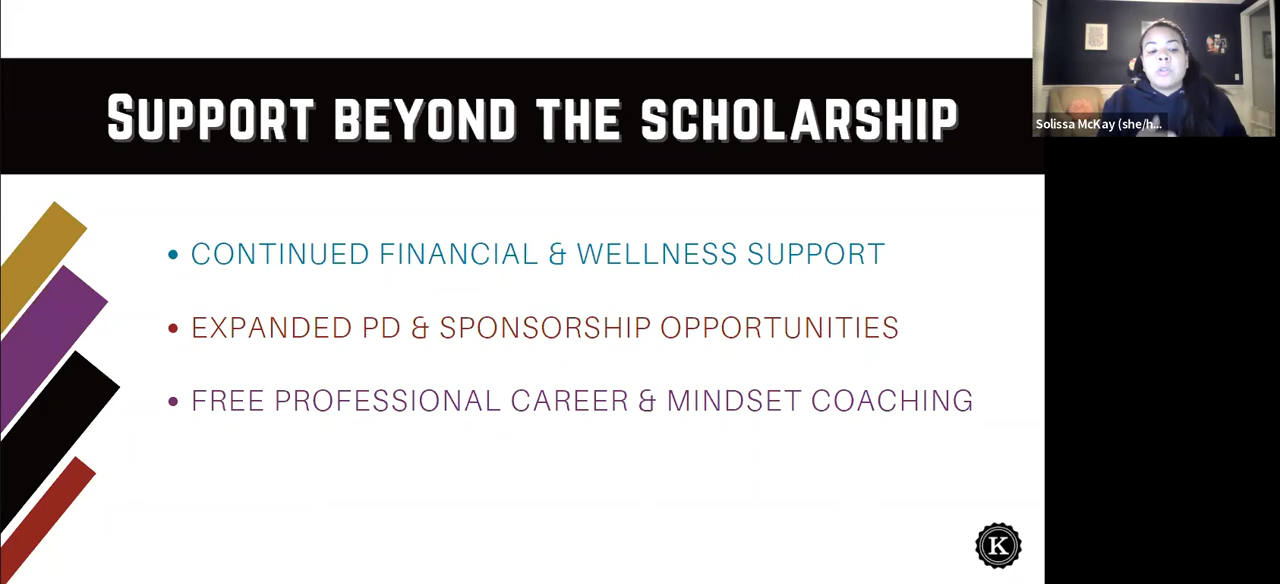 SUPPORT BEYOND THE SCHOLARSHIP
Solissa McKay (she/h...
• CONTINUED FINANCIAL & WELLNESS SUPPORT
• EXPANDED PD & SPONSORSHIP OPPORTUNITIES
• FREE PROFESSIONAL CAREER & MINDSET COACHING
K